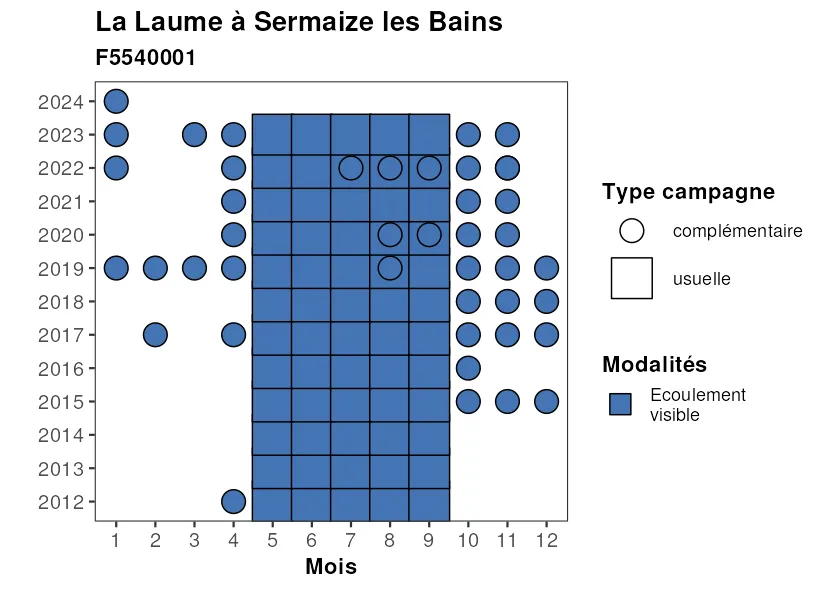 La Laume à Sermaize les Bains
F5540001
2024
2023
2022
2021
2020
2019
2018
2017
2016
2015
2014
2013
2012
1 2 3 4 5 6 7 8 9 10 11 12
Mois
Type campagne
complémentaire
usuelle
Modalités
Ecoulement
visible